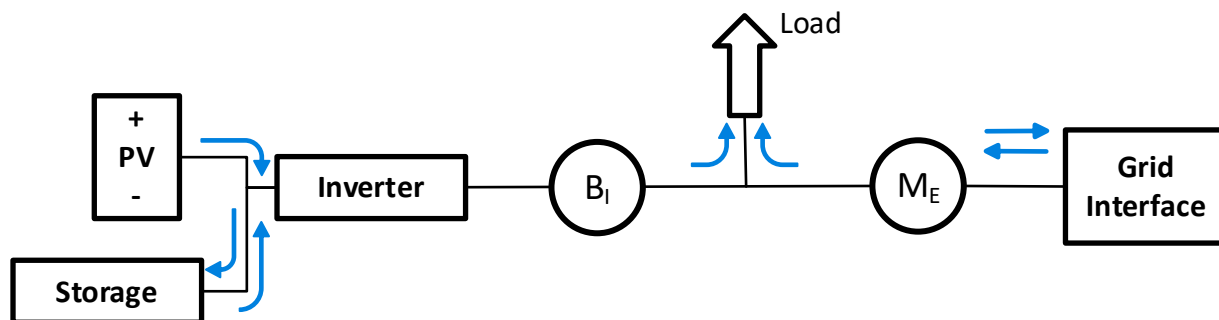 Load
+
PV
-
Inverter
B_I
M_E
Grid
Interface
Storage